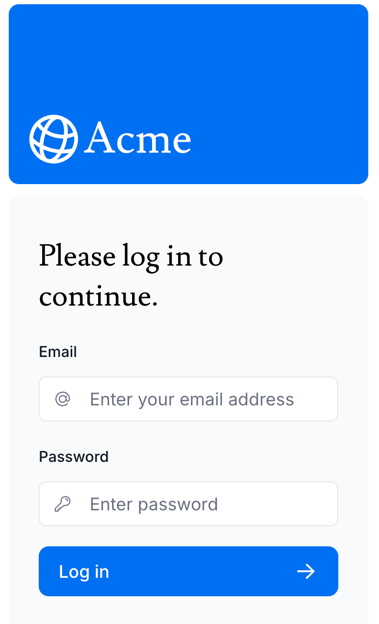 Acme
Please log in to
continue.
Email
Enter your email address
Password
Enter password
Log in